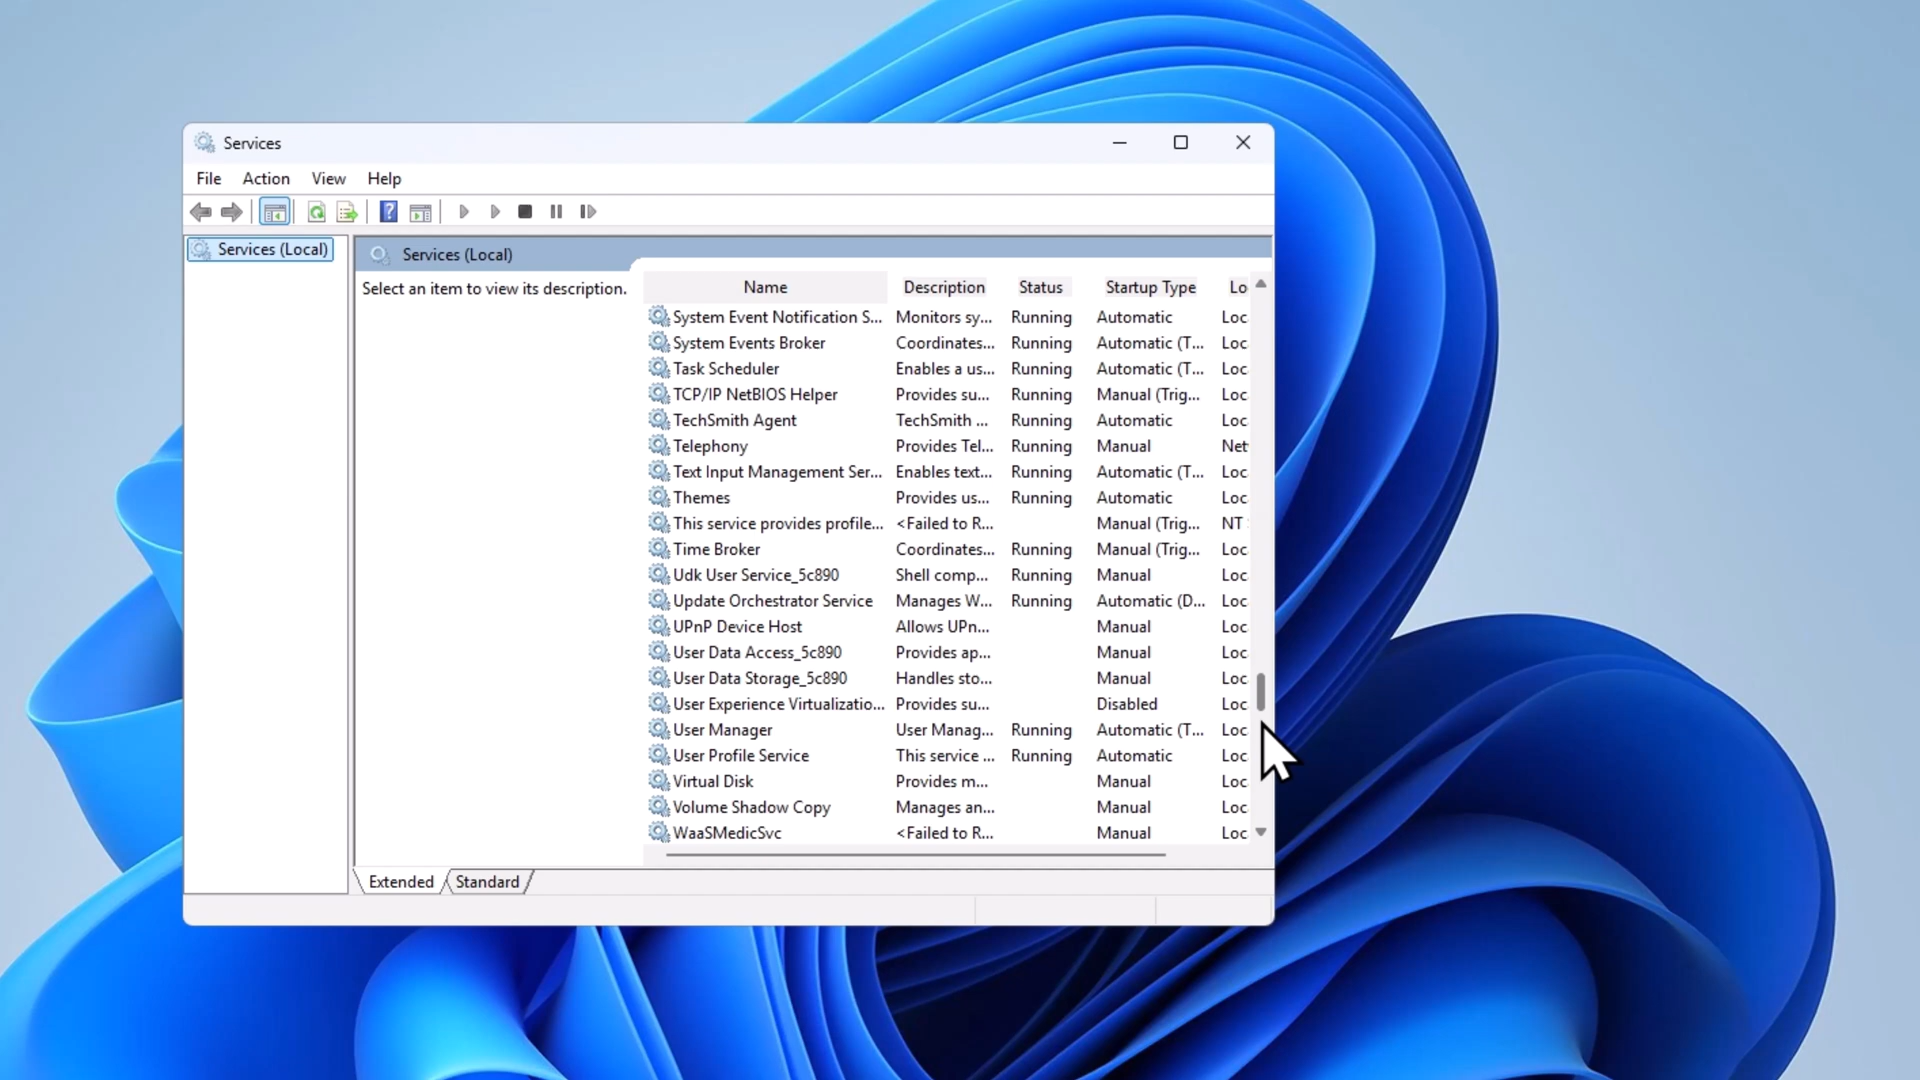 Services
File Action View Help
Services (Local)
Services (Local)
Select an item to view its description.
Name Description Status Startup Type Lo
System Event Notification S... Monitors sy... Running Automatic Loc
System Events Broker Coordinates... Running Automatic (T... Loc
Task Scheduler Enables a us... Running Automatic (T... Loc
TCP/IP NetBIOS Helper Provides su... Running Manual (Trig... Loc
TechSmith Agent TechSmith ... Running Automatic Loc
Telephony Provides Tel... Running Manual Net
Text Input Management Ser... Enables text... Running Automatic (T... Loc
Themes Provides us... Running Automatic Loc
This service provides profile... <Failed to R... Manual (Trig... NT
Time Broker Coordinates... Running Manual (Trig... Loc
Udk User Service_5c890 Shell comp... Running Manual Loc
Update Orchestrator Service Manages W... Running Automatic (D... Loc
UPnP Device Host Allows UPn... Manual Loc
User Data Access_5c890 Provides ap... Manual Loc
User Data Storage_5c890 Handles sto... Manual Loc
User Experience Virtualizatio... Provides su... Disabled Loc
User Manager User Manag... Running Automatic (T... Loc
User Profile Service This service ... Running Automatic Loc
Virtual Disk Provides m... Manual Loc
Volume Shadow Copy Manages an... Manual Loc
WaaSMedicSvc <Failed to R... Manual Loc
Extended Standard